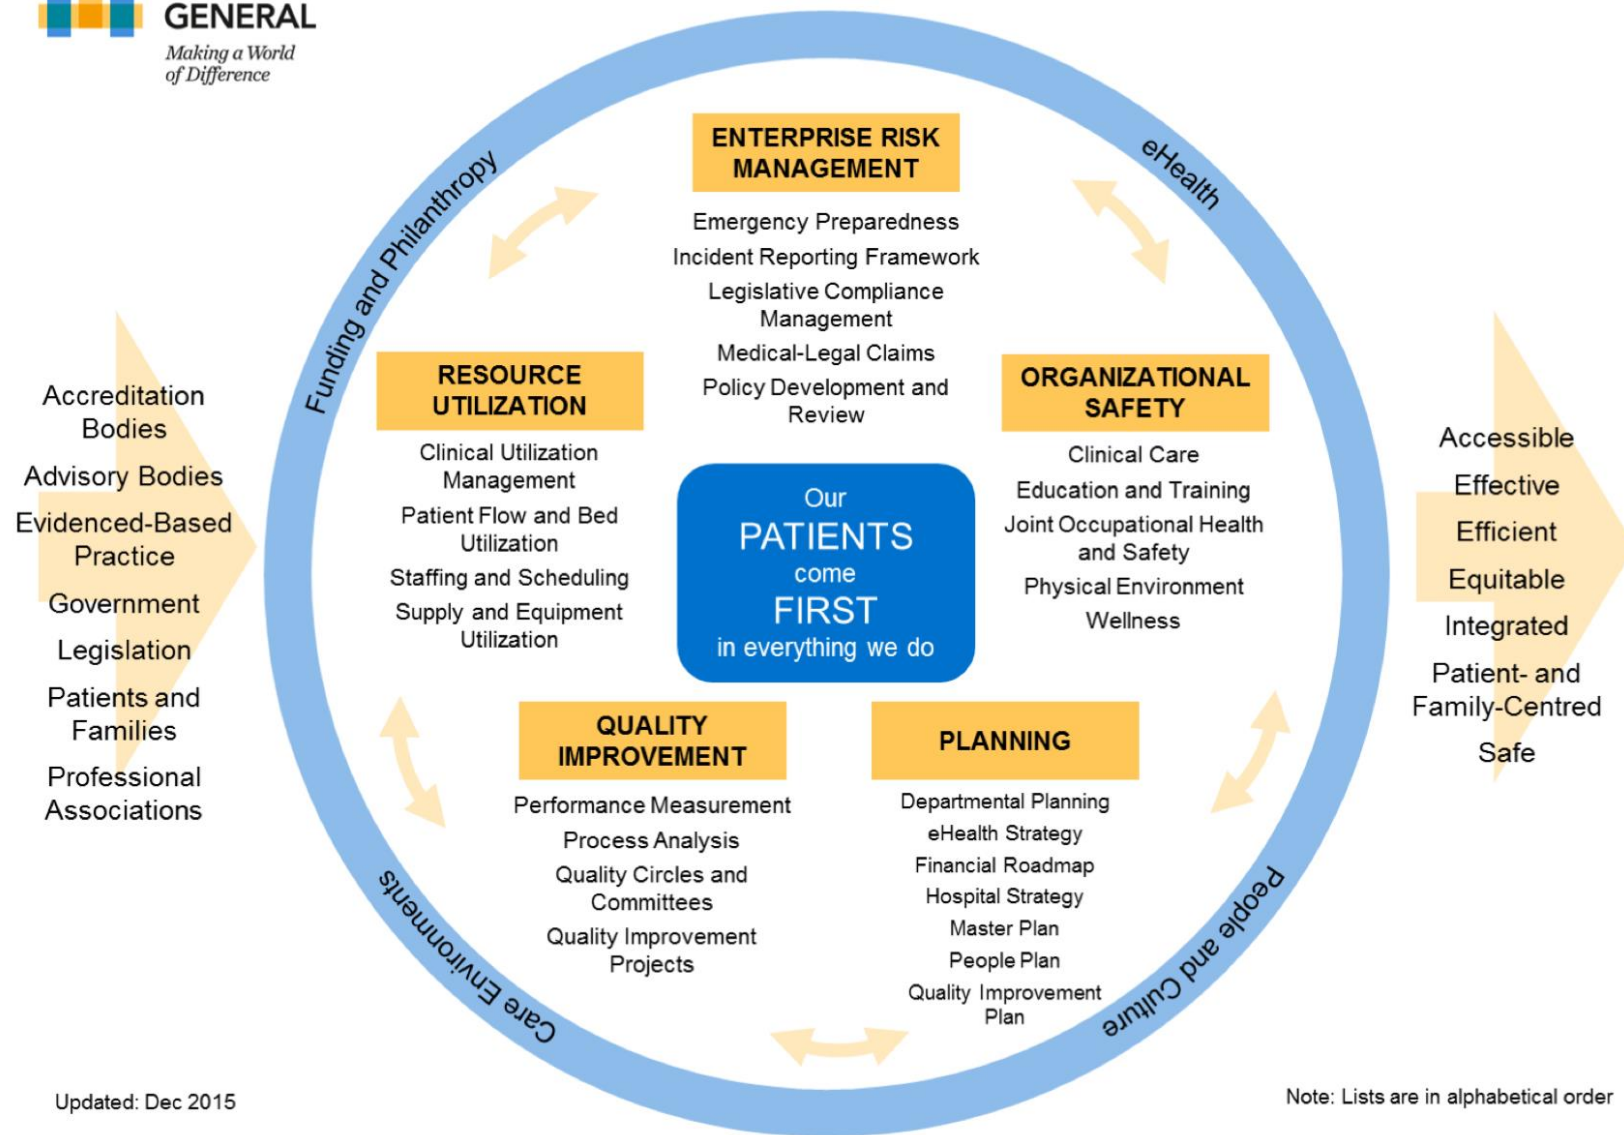 GENERAL
Making a World
of Difference
Accreditation
Bodies
Advisory Bodies
Evidenced-Based
Practice
Government
Legislation
Patients and
Families
Professional
Associations
Funding and Philanthropy
eHealth
People and Culture
Care Environments
ENTERPRISE RISK
MANAGEMENT
Emergency Preparedness
Incident Reporting Framework
Legislative Compliance
Management
Medical-Legal Claims
Policy Development and
Review
RESOURCE
UTILIZATION
Clinical Utilization
Management
Patient Flow and Bed
Utilization
Staffing and Scheduling
Supply and Equipment
Utilization
Our
PATIENTS
come
FIRST
in everything we do
ORGANIZATIONAL
SAFETY
Clinical Care
Education and Training
Joint Occupational Health
and Safety
Physical Environment
Wellness
QUALITY
IMPROVEMENT
Performance Measurement
Process Analysis
Quality Circles and
Committees
Quality Improvement
Projects
PLANNING
Departmental Planning
eHealth Strategy
Financial Roadmap
Hospital Strategy
Master Plan
People Plan
Quality Improvement
Plan
Accessible
Effective
Efficient
Equitable
Integrated
Patient- and
Family-Centred
Safe
Updated: Dec 2015
Note: Lists are in alphabetical order